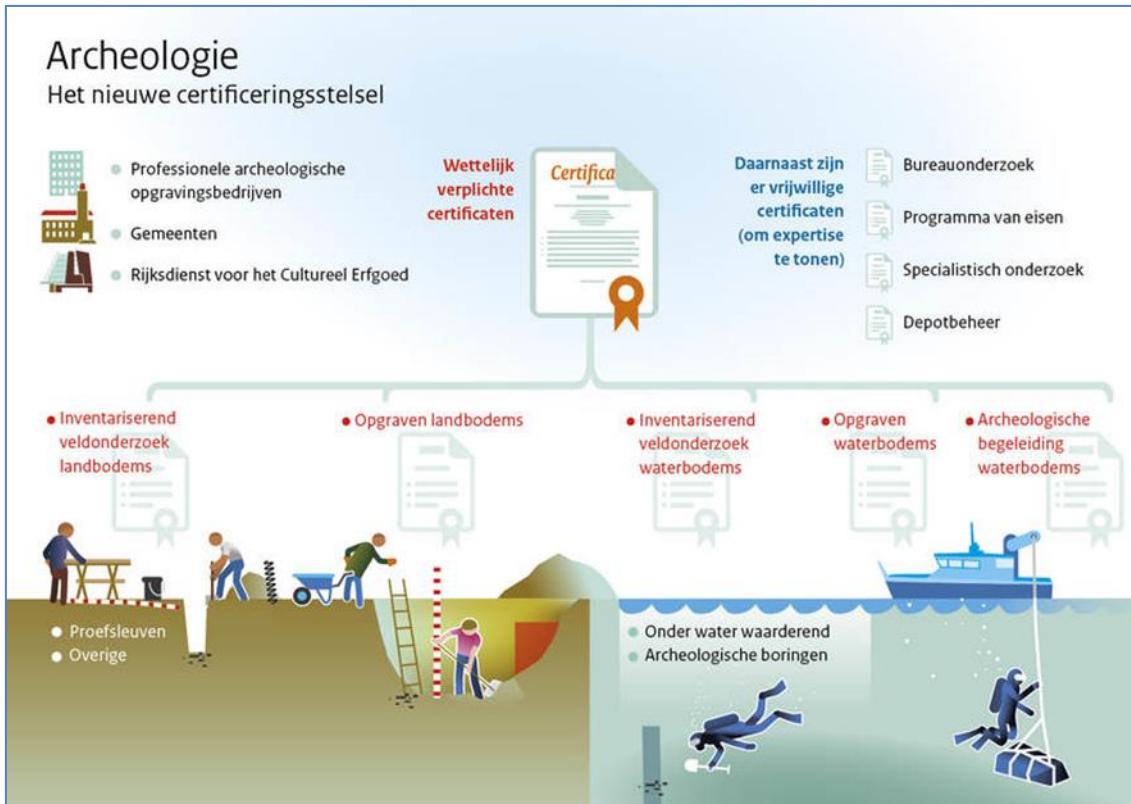 Archeologie
Het nieuwe certificeringsstelsel
Professionele archeologische
opgravingsbedrijven
Gemeenten
Rijksdienst voor het Cultureel Erfgoed
Wettelijk
verplichte
certificaten
Certifica
Daarnaast zijn
er vrijwillige
certificaten
(om expertise
te tonen)
Bureauonderzoek
Programma van eisen
Specialistisch onderzoek
Depotbeheer
Inventariserend
veldonderzoek
landbodems
Opgraven landbodems
Inventariserend
veldonderzoek
waterbodems
Opgraven
waterbodems
Archeologische
begeleiding
waterbodems
Proefsleuven
Overige
Onder water waarderend
Archeologische boringen